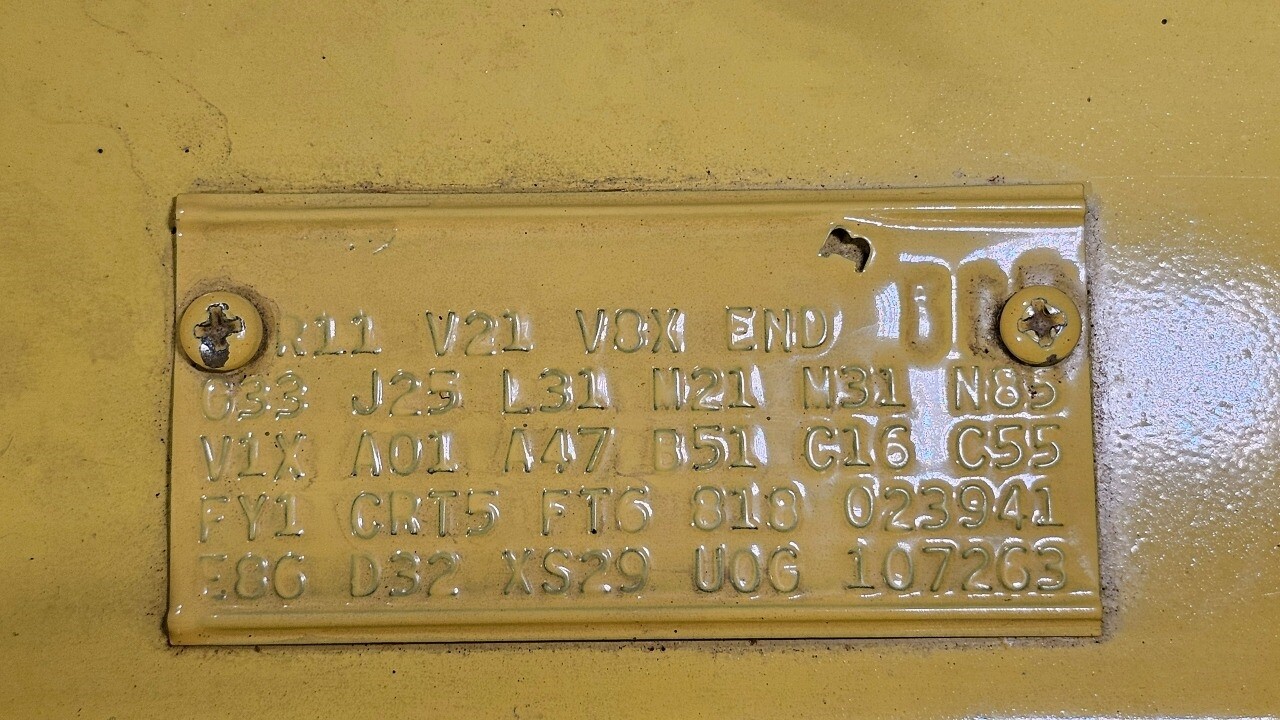 R11 V21 V8X END
G33 J25 L31 M21 M31 N85
V1X A01 A47 B51 C16 C55
FY1 CRT5 FT6 818 023941
E86 D32 XS29 U0G 107263